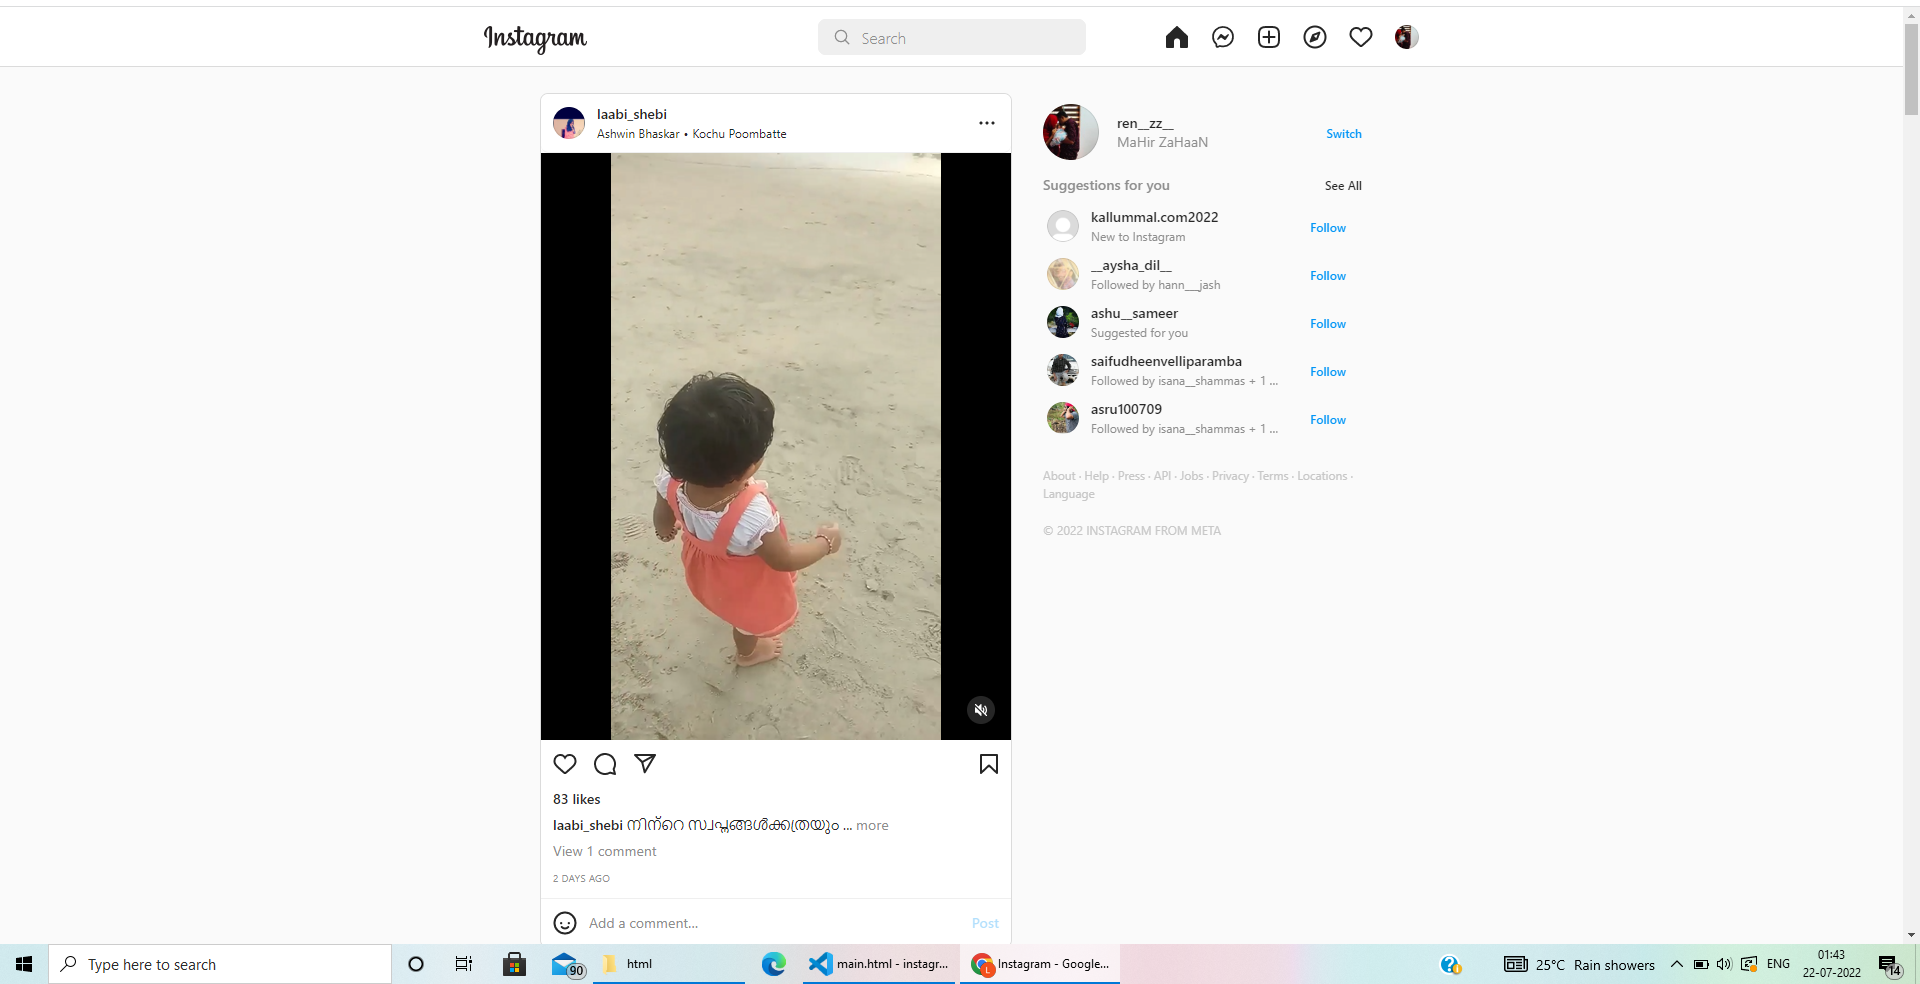 Instagram
Search
laabi_shebi
Ashwin Bhaskar • Kochu Poombatte
ren__zz__
MaHir ZaHaaN
Switch
Suggestions for you
See All
kallummal.com2022
New to Instagram
Follow
__aysha_dil__
Followed by hann___jash
Follow
ashu__sameer
Suggested for you
Follow
saifudheenvelliparamba
Followed by isana__shammas + 1 ...
Follow
asru100709
Followed by isana__shammas + 1 ...
Follow
About · Help · Press · API · Jobs · Privacy · Terms · Locations ·
Language
© 2022 INSTAGRAM FROM META
83 likes
laabi_shebi നിന്റെ സ്വപ്നങ്ങൾക്കത്രയും ... more
View 1 comment
2 DAYS AGO
Add a comment...
Post
Type here to search
90
html
main.html - instagr...
L
Instagram - Google...
25°C Rain showers
ENG
01:43
22-07-2022
14